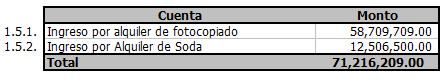 Cuenta Monto
1.5.1. Ingreso por alquiler de fotocopiado 58,709,709.00
1.5.2. Ingreso por Alquiler de Soda 12,506,500.00
Total 71,216,209.00